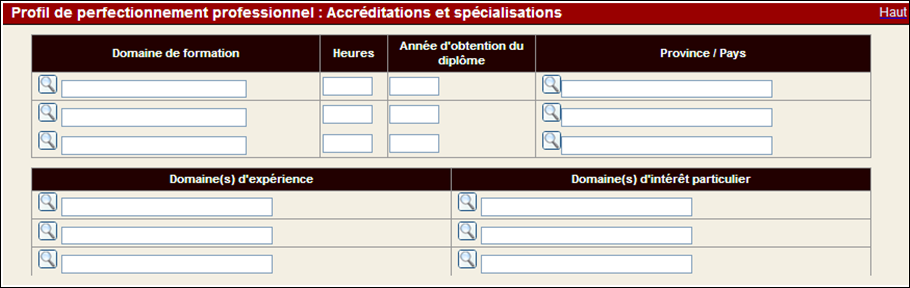 Profil de perfectionnement professionnel : Accréditations et spécialisations Haut
Domaine de formation Heures Année d'obtention du diplôme Province / Pays
Domaine(s) d'expérience Domaine(s) d'intérêt particulier